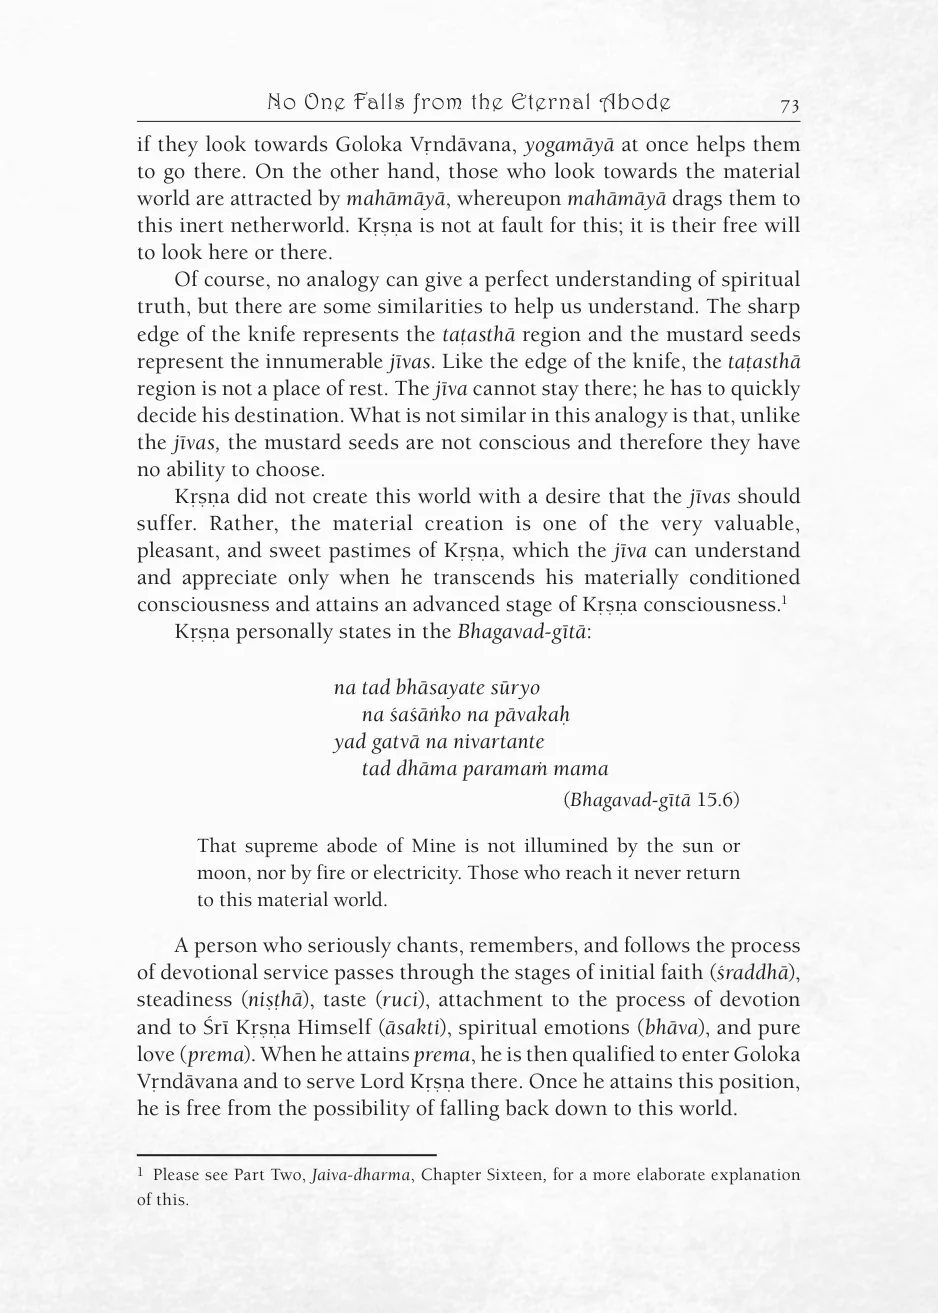 No One Falls from the Eternal Abode 73
if they look towards Goloka Vṛndāvana, yogamāyā at once helps them
to go there. On the other hand, those who look towards the material
world are attracted by mahāmāyā, whereupon mahāmāyā drags them to
this inert netherworld. Kṛṣṇa is not at fault for this; it is their free will
to look here or there.
Of course, no analogy can give a perfect understanding of spiritual
truth, but there are some similarities to help us understand. The sharp
edge of the knife represents the taṭasthā region and the mustard seeds
represent the innumerable jīvas. Like the edge of the knife, the taṭasthā
region is not a place of rest. The jīva cannot stay there; he has to quickly
decide his destination. What is not similar in this analogy is that, unlike
the jīvas, the mustard seeds are not conscious and therefore they have
no ability to choose.
Kṛṣṇa did not create this world with a desire that the jīvas should
suffer. Rather, the material creation is one of the very valuable,
pleasant, and sweet pastimes of Kṛṣṇa, which the jīva can understand
and appreciate only when he transcends his materially conditioned
consciousness and attains an advanced stage of Kṛṣṇa consciousness.¹
Kṛṣṇa personally states in the Bhagavad-gītā:
na tad bhāsayate sūryo
na śaśāṅko na pāvakaḥ
yad gatvā na nivartante
tad dhāma paramaṁ mama
(Bhagavad-gītā 15.6)
That supreme abode of Mine is not illumined by the sun or
moon, nor by fire or electricity. Those who reach it never return
to this material world.
A person who seriously chants, remembers, and follows the process
of devotional service passes through the stages of initial faith (śraddhā),
steadiness (niṣṭhā), taste (ruci), attachment to the process of devotion
and to Śrī Kṛṣṇa Himself (āsakti), spiritual emotions (bhāva), and pure
love (prema). When he attains prema, he is then qualified to enter Goloka
Vṛndāvana and to serve Lord Kṛṣṇa there. Once he attains this position,
he is free from the possibility of falling back down to this world.
¹ Please see Part Two, Jaiva-dharma, Chapter Sixteen, for a more elaborate explanation
of this.